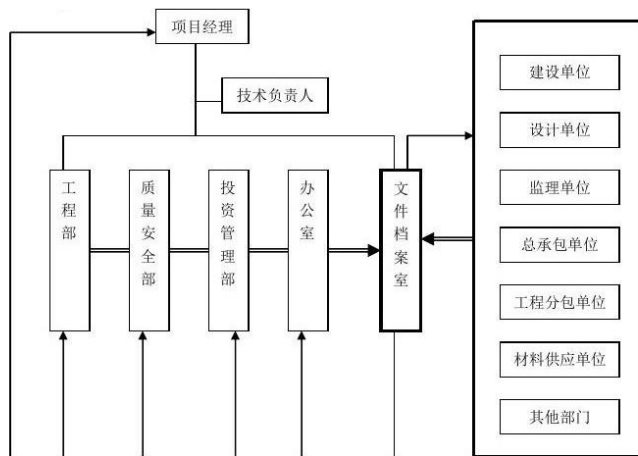 项目经理
技术负责人
工程部
质量安全部
投资管理部
办公室
文件档案室
建设单位
设计单位
监理单位
总承包单位
工程分包单位
材料供应单位
其他部门